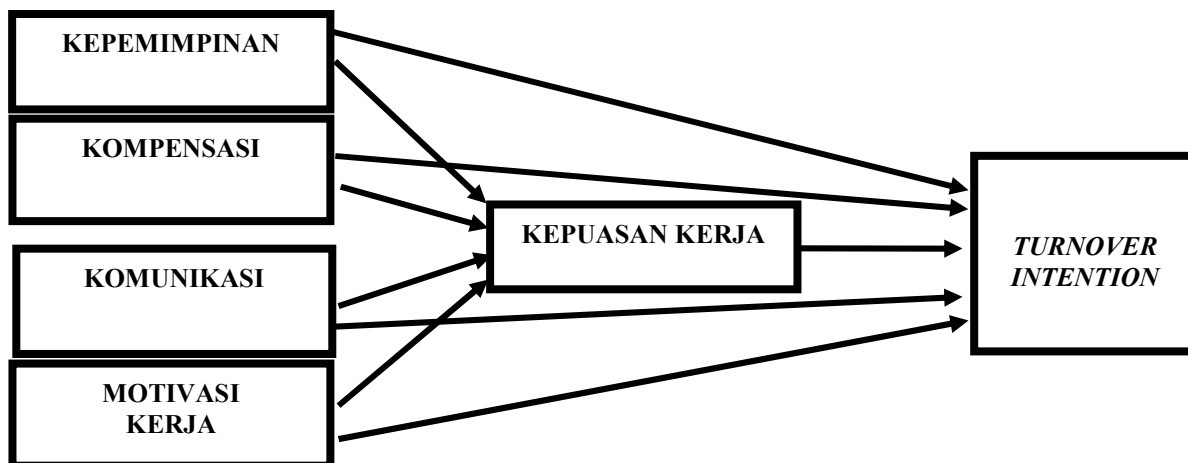 KEPEMIMPINAN
KOMPENSASI
KOMUNIKASI
MOTIVASI
KERJA
KEPUASAN KERJA
TURNOVER
INTENTION